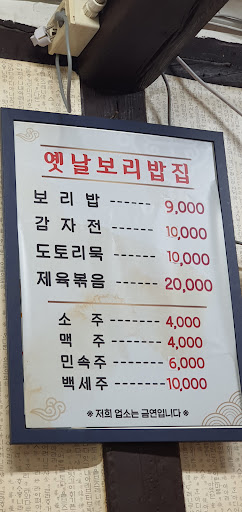 옛날보리밥집
보리밥 ------ 9,000
감자전 ------ 10,000
도토리묵 ------ 10,000
제육볶음 ------ 20,000
소 주 -------- 4,000
맥 주 -------- 4,000
민속주 -------- 6,000
백세주 -------- 10,000
※ 저희 업소는 금연입니다 ※